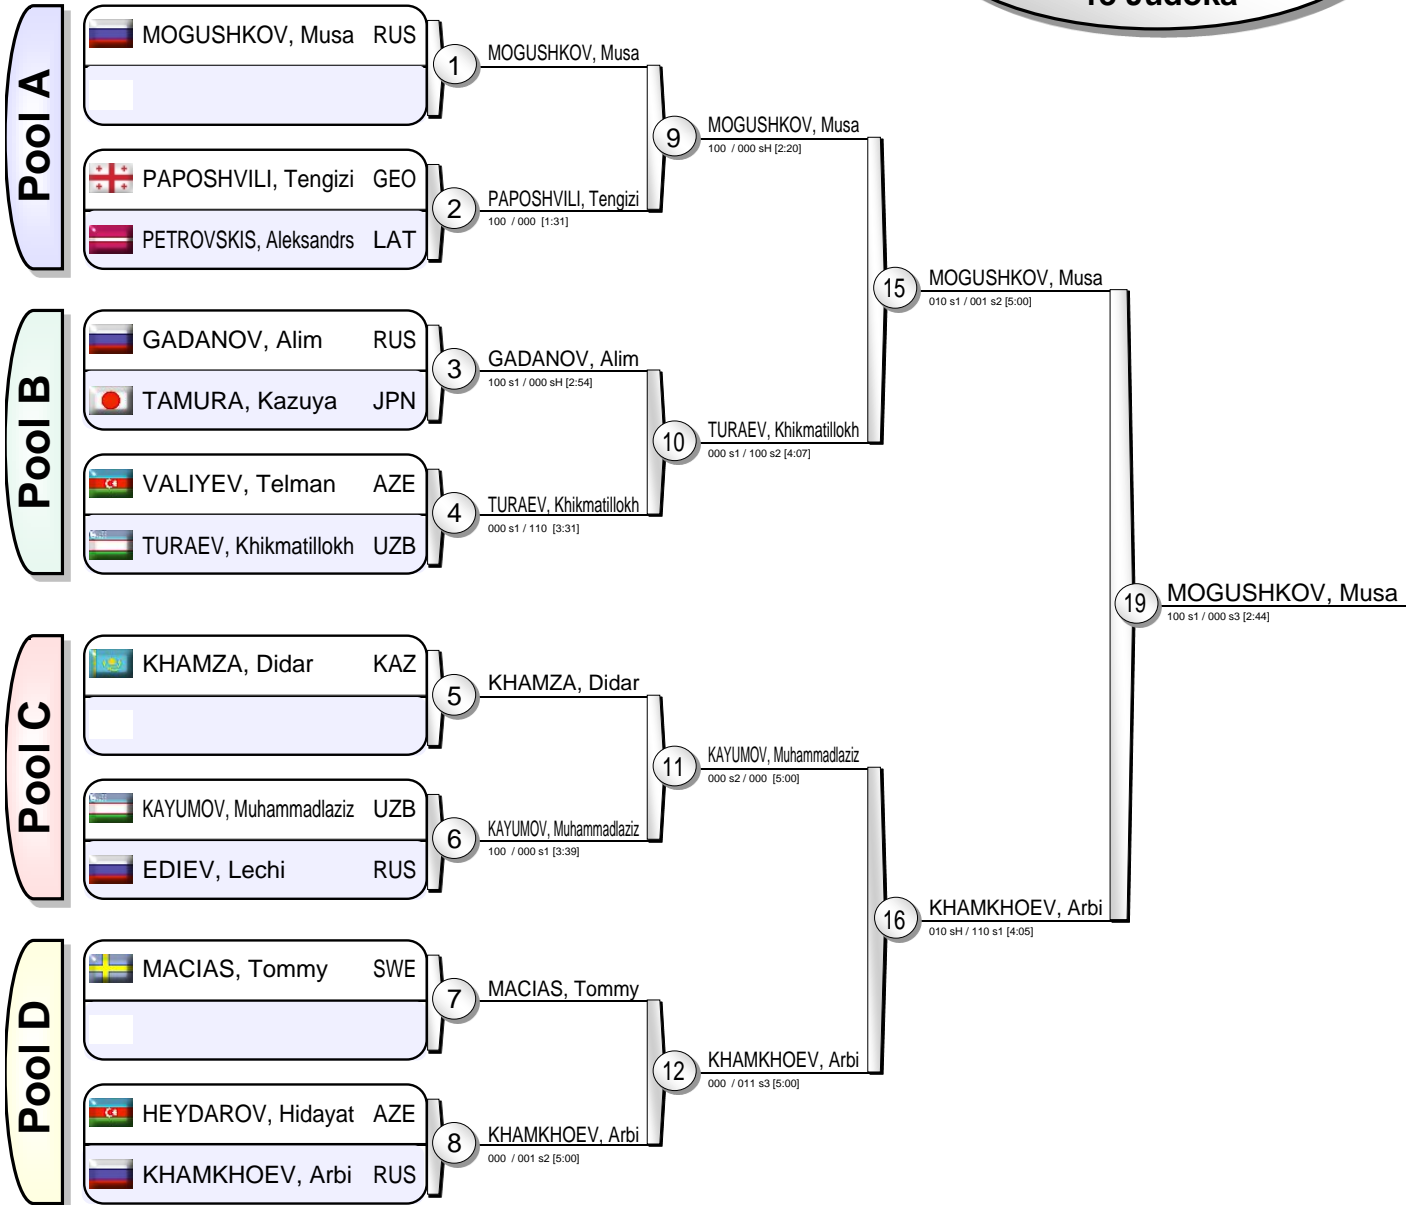 13 Judoka
Pool A
MOGUSHKOV, Musa RUS
PAPOSHVILI, Tengizi GEO
PETROVSKIS, Aleksandrs LAT
1
MOGUSHKOV, Musa
2
PAPOSHVILI, Tengizi
100 / 000 [1:31]
9
MOGUSHKOV, Musa
100 / 000 sH [2:20]
Pool B
GADANOV, Alim RUS
TAMURA, Kazuya JPN
VALIYEV, Telman AZE
TURAEV, Khikmatillokh UZB
3
GADANOV, Alim
100 s1 / 000 sH [2:54]
4
TURAEV, Khikmatillokh
000 s1 / 110 [3:31]
10
TURAEV, Khikmatillokh
000 s1 / 100 s2 [4:07]
15
MOGUSHKOV, Musa
010 s1 / 001 s2 [5:00]
Pool C
KHAMZA, Didar KAZ
KAYUMOV, Muhammadlaziz UZB
EDIEV, Lechi RUS
5
KHAMZA, Didar
6
KAYUMOV, Muhammadlaziz
100 / 000 s1 [3:39]
11
KAYUMOV, Muhammadlaziz
000 s2 / 000 [5:00]
Pool D
MACIAS, Tommy SWE
HEYDAROV, Hidayat AZE
KHAMKHOEV, Arbi RUS
7
MACIAS, Tommy
8
KHAMKHOEV, Arbi
000 / 001 s2 [5:00]
12
KHAMKHOEV, Arbi
000 / 011 s3 [5:00]
16
KHAMKHOEV, Arbi
010 sH / 110 s1 [4:05]
19
MOGUSHKOV, Musa
100 s1 / 000 s3 [2:44]